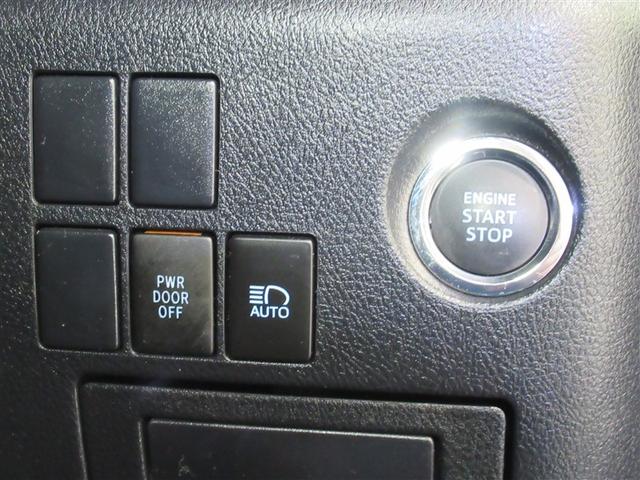 ENGINE
START
STOP
PWR
DOOR
OFF
AUTO